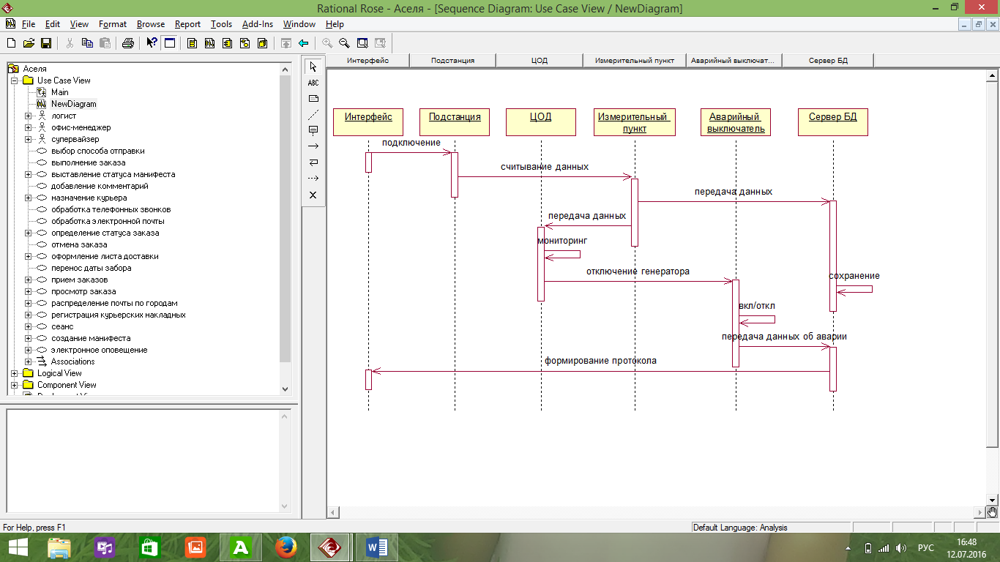 Rational Rose - Аселя - [Sequence Diagram: Use Case View / NewDiagram]
File Edit View Format Browse Report Tools Add-Ins Window Help
Аселя
Use Case View
Main
NewDiagram
логист
офис-менеджер
супервайзер
выбор способа отправки
выполнение заказа
выставление статуса манифеста
добавление комментарий
назначение курьера
обработка телефонных звонков
обработка электронной почты
определение статуса заказа
отмена заказа
оформление листа доставки
перенос даты забора
прием заказов
просмотр заказа
распределение почты по городам
регистрация курьерских накладных
сеанс
создание манифеста
электронное оповещение
Associations
Logical View
Component View
ABC
Интерфейс Подстанция ЦОД Измерительный пункт Аварийный выключат... Сервер БД
Интерфейс Подстанция ЦОД Измерительный пункт Аварийный выключатель Сервер БД
подключение
считывание данных
передача данных
передача данных
мониторинг
отключение генератора
сохранение
вкл/откл
передача данных об аварии
формирование протокола
For Help, press F1
Default Language: Analysis
РУС
16:48
12.07.2016